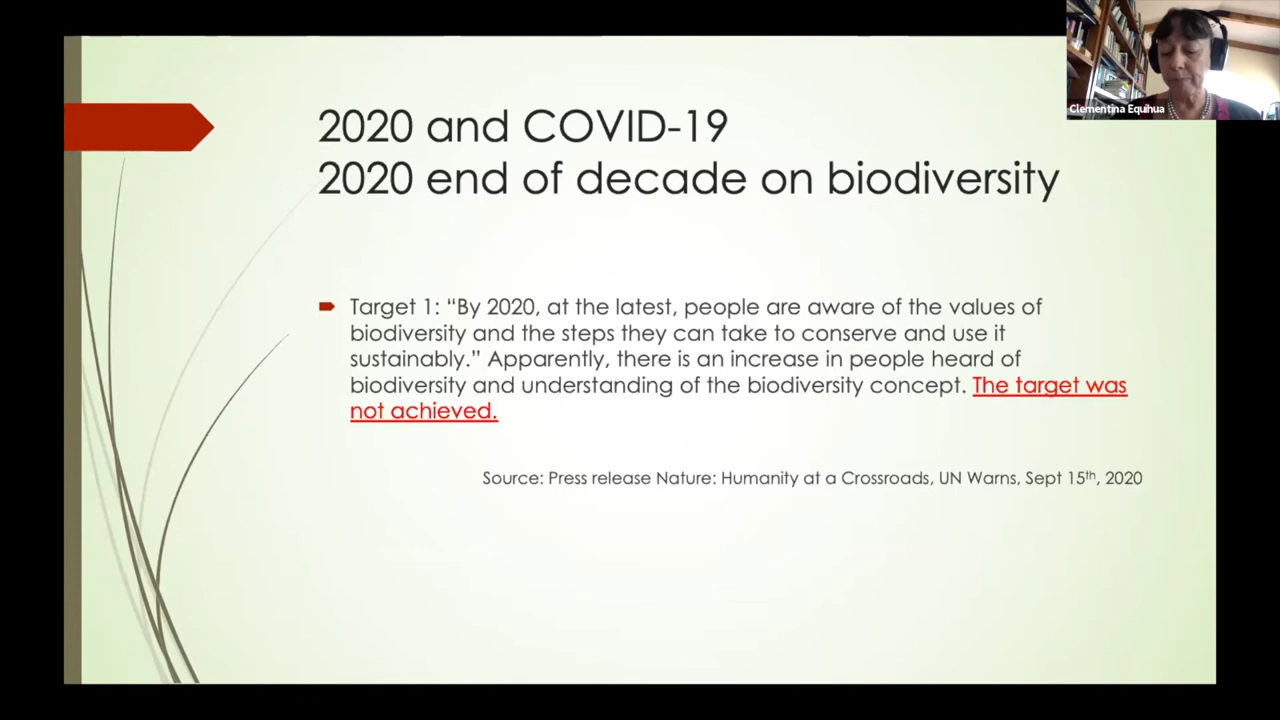 Clementina Equihua
2020 and COVID-19
2020 end of decade on biodiversity
Target 1: “By 2020, at the latest, people are aware of the values of
biodiversity and the steps they can take to conserve and use it
sustainably.” Apparently, there is an increase in people heard of
biodiversity and understanding of the biodiversity concept. The target was
not achieved.
Source: Press release Nature: Humanity at a Crossroads, UN Warns, Sept 15th, 2020